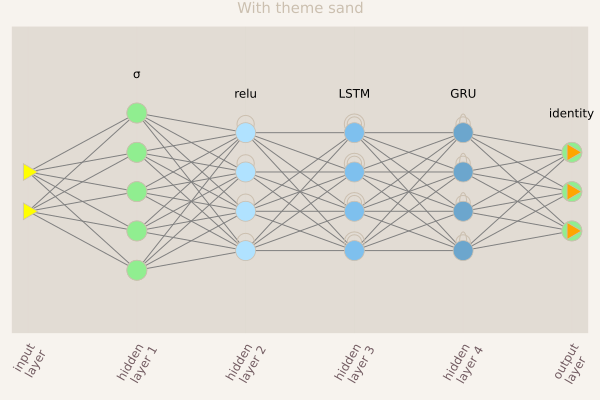 With theme sand
σ
relu
LSTM
GRU
identity
input
layer
hidden
layer 1
hidden
layer 2
hidden
layer 3
hidden
layer 4
output
layer